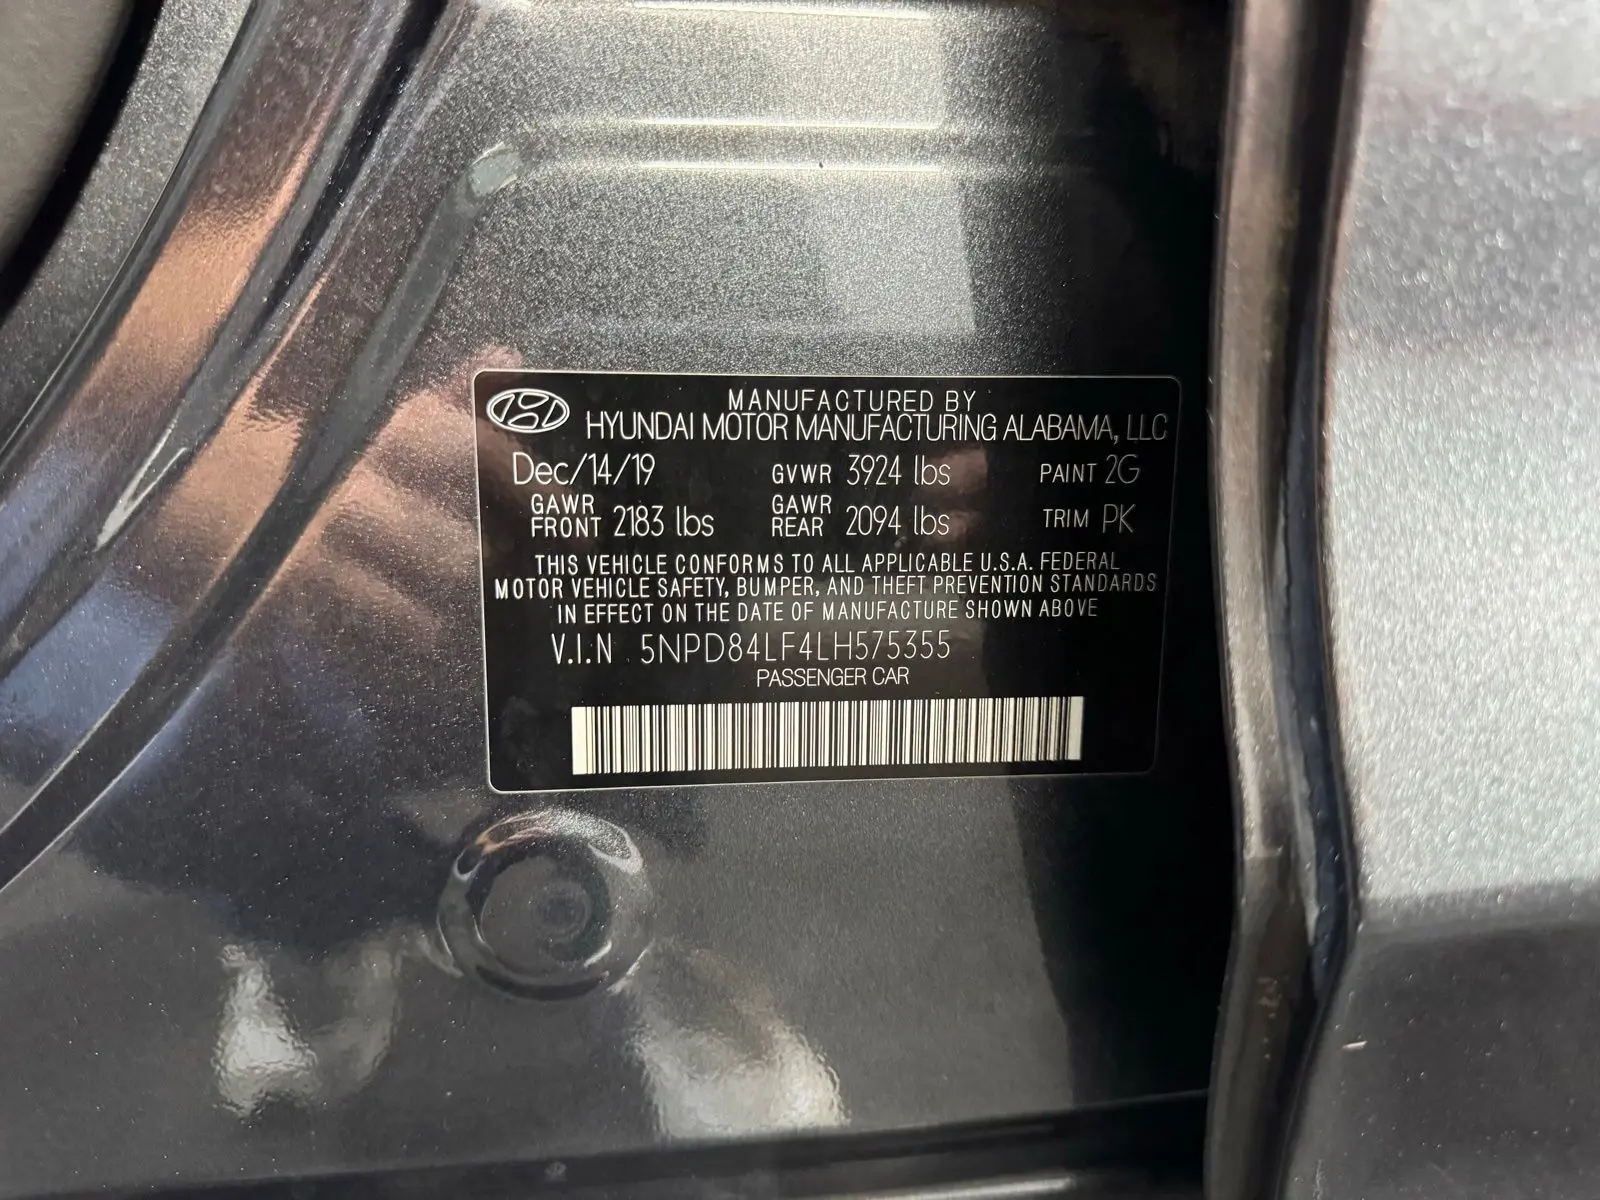 MANUFACTURED BY
HYUNDAI MOTOR MANUFACTURING ALABAMA, LLC
Dec/14/19 GVWR 3924 lbs PAINT 2G
GAWR FRONT 2183 lbs GAWR REAR 2094 lbs TRIM PK
THIS VEHICLE CONFORMS TO ALL APPLICABLE U.S.A. FEDERAL
MOTOR VEHICLE SAFETY, BUMPER, AND THEFT PREVENTION STANDARDS
IN EFFECT ON THE DATE OF MANUFACTURE SHOWN ABOVE
V.I.N 5NPD84LF4LH575355
PASSENGER CAR